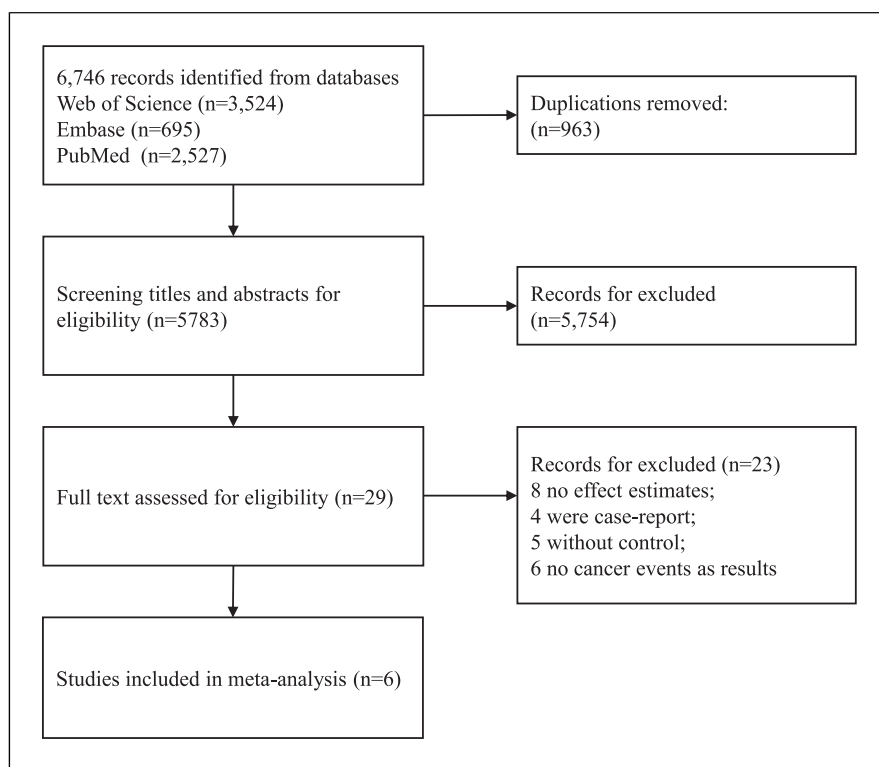 6,746 records identified from databases
Web of Science (n=3,524)
Embase (n=695)
PubMed (n=2,527)
Duplications removed:
(n=963)
Screening titles and abstracts for
eligibility (n=5783)
Records for excluded
(n=5,754)
Full text assessed for eligibility (n=29)
Records for excluded (n=23)
8 no effect estimates;
4 were case-report;
5 without control;
6 no cancer events as results
Studies included in meta-analysis (n=6)